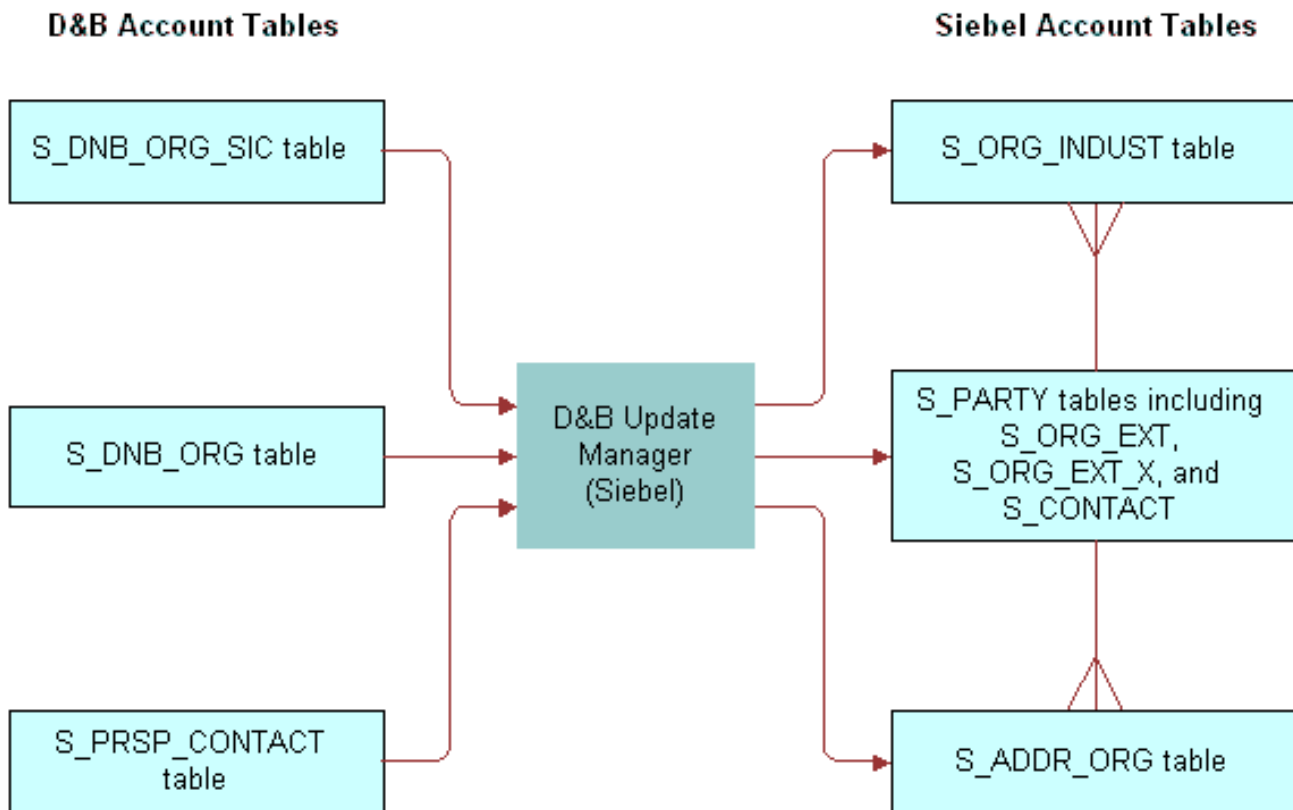 D&B Account Tables
Siebel Account Tables
S_DNB_ORG_SIC table
S_ORG_INDUST table
D&B Update
Manager
(Siebel)
S_DNB_ORG table
S_PARTY tables including
S_ORG_EXT,
S_ORG_EXT_X, and
S_CONTACT
S_PRSP_CONTACT
table
S_ADDR_ORG table